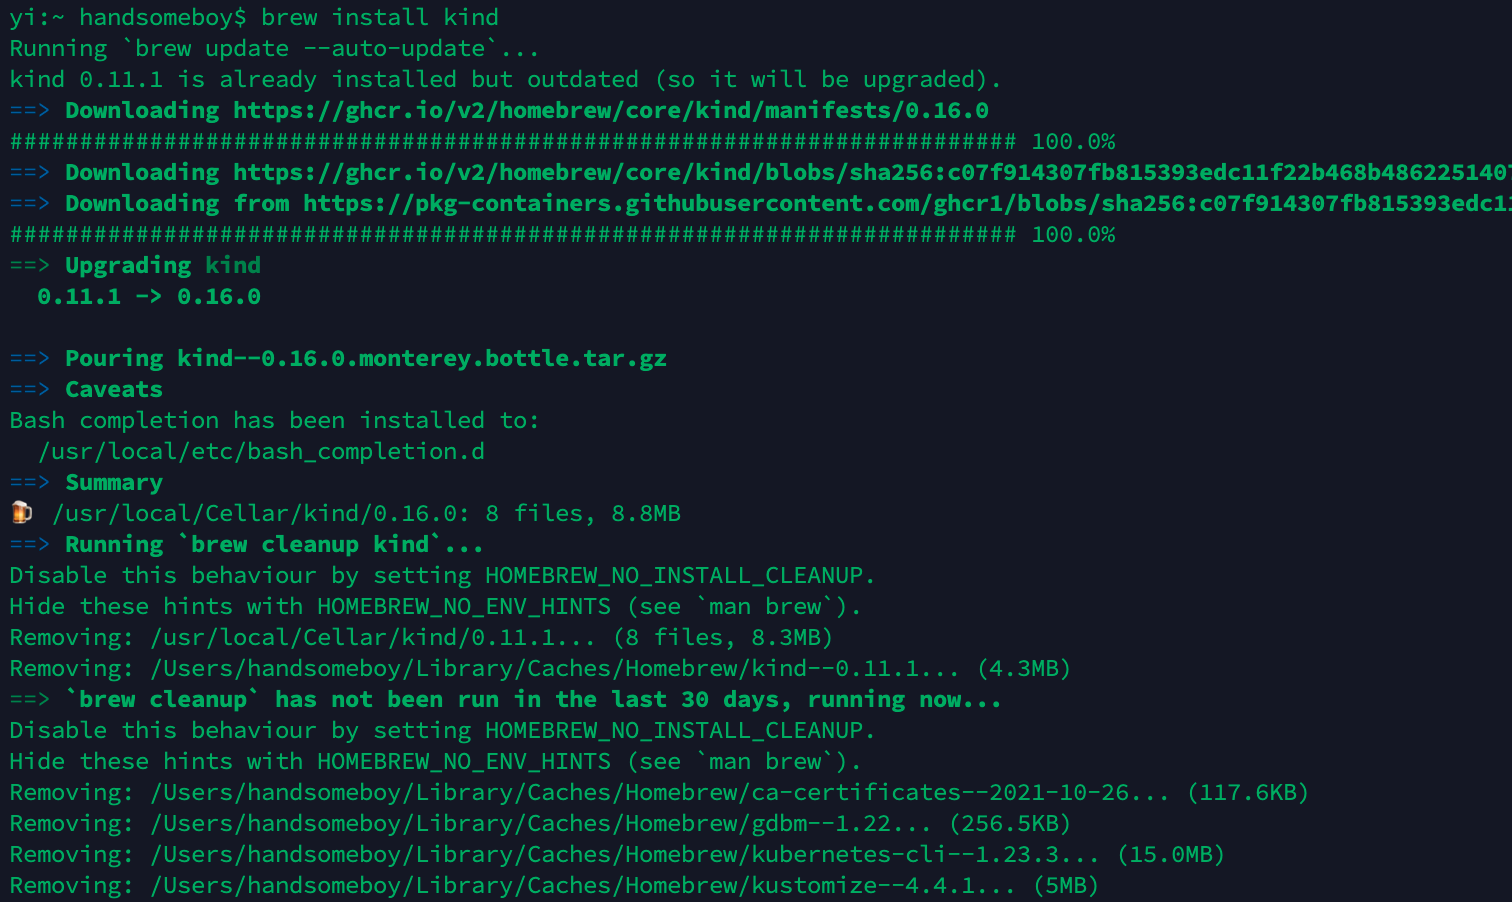 yi:~ handsomeboy$ brew install kind
Running `brew update --auto-update`...
kind 0.11.1 is already installed but outdated (so it will be upgraded).
==> Downloading https://ghcr.io/v2/homebrew/core/kind/manifests/0.16.0
######################################################################## 100.0%
==> Downloading https://ghcr.io/v2/homebrew/core/kind/blobs/sha256:c07f914307fb815393edc11f22b468b486225140
==> Downloading from https://pkg-containers.githubusercontent.com/ghcr1/blobs/sha256:c07f914307fb815393edc1
######################################################################## 100.0%
==> Upgrading kind
  0.11.1 -> 0.16.0

==> Pouring kind--0.16.0.monterey.bottle.tar.gz
==> Caveats
Bash completion has been installed to:
  /usr/local/etc/bash_completion.d
==> Summary
🍺 /usr/local/Cellar/kind/0.16.0: 8 files, 8.8MB
==> Running `brew cleanup kind`...
Disable this behaviour by setting HOMEBREW_NO_INSTALL_CLEANUP.
Hide these hints with HOMEBREW_NO_ENV_HINTS (see `man brew`).
Removing: /usr/local/Cellar/kind/0.11.1... (8 files, 8.3MB)
Removing: /Users/handsomeboy/Library/Caches/Homebrew/kind--0.11.1... (4.3MB)
==> `brew cleanup` has not been run in the last 30 days, running now...
Disable this behaviour by setting HOMEBREW_NO_INSTALL_CLEANUP.
Hide these hints with HOMEBREW_NO_ENV_HINTS (see `man brew`).
Removing: /Users/handsomeboy/Library/Caches/Homebrew/ca-certificates--2021-10-26... (117.6KB)
Removing: /Users/handsomeboy/Library/Caches/Homebrew/gdbm--1.22... (256.5KB)
Removing: /Users/handsomeboy/Library/Caches/Homebrew/kubernetes-cli--1.23.3... (15.0MB)
Removing: /Users/handsomeboy/Library/Caches/Homebrew/kustomize--4.4.1... (5MB)